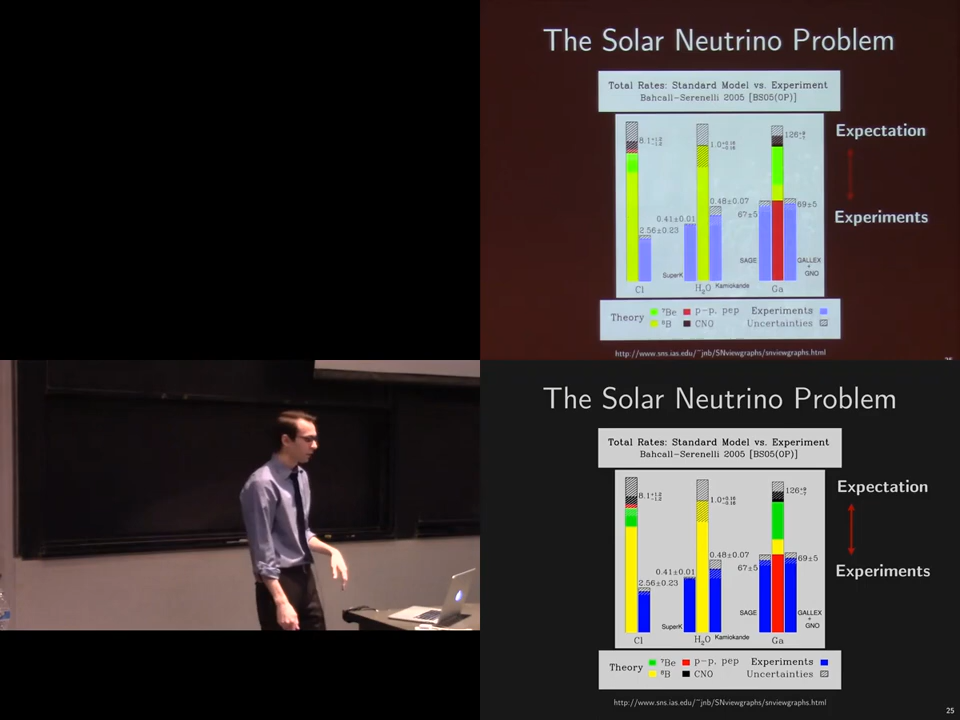 The Solar Neutrino Problem
Total Rates: Standard Model vs. Experiment
Bahcall–Serenelli 2005 [BS05(OP)]
8.1+1.2 −1.2
1.0+0.16 −0.16
126+9 −7
Expectation
Experiments
0.48±0.07
0.41±0.01
2.56±0.23
67±5
69±5
SuperK
Kamiokande
SAGE
GALLEX
+
GNO
Cl
H₂O
Ga
Theory
⁷Be
p–p, pep
Experiments
⁸B
CNO
Uncertainties
http://www.sns.ias.edu/~jnb/SNviewgraphs/snviewgraphs.html
The Solar Neutrino Problem
Total Rates: Standard Model vs. Experiment
Bahcall–Serenelli 2005 [BS05(OP)]
8.1+1.2 −1.2
1.0+0.16 −0.16
126+9 −7
Expectation
Experiments
0.48±0.07
0.41±0.01
2.56±0.23
67±5
69±5
SuperK
Kamiokande
SAGE
GALLEX
+
GNO
Cl
H₂O
Ga
Theory
⁷Be
p–p, pep
Experiments
⁸B
CNO
Uncertainties
http://www.sns.ias.edu/~jnb/SNviewgraphs/snviewgraphs.html
25